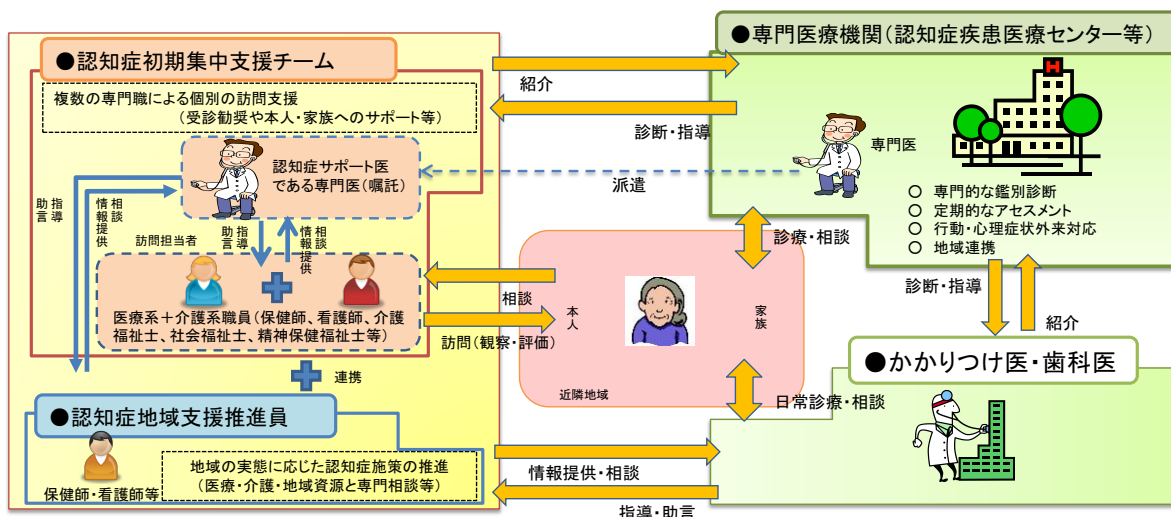 ●認知症初期集中支援チーム
複数の専門職による個別の訪問支援
(受診勧奨や本人・家族へのサポート等)
認知症サポート医
である専門医(嘱託)
指導
助言
相談
情報提供
訪問担当者
指導
助言
相談
情報提供
医療系+介護系職員(保健師、看護師、介護
福祉士、社会福祉士、精神保健福祉士等)
連携
●認知症地域支援推進員
保健師・看護師等
地域の実態に応じた認知症施策の推進
(医療・介護・地域資源と専門相談等)
紹介
診断・指導
派遣
相談
訪問(観察・評価)
本人
家族
近隣地域
診療・相談
日常診療・相談
情報提供・相談
指導・助言
●専門医療機関(認知症疾患医療センター等)
H
専門医
○ 専門的な鑑別診断
○ 定期的なアセスメント
○ 行動・心理症状外来対応
○ 地域連携
診断・指導
紹介
●かかりつけ医・歯科医